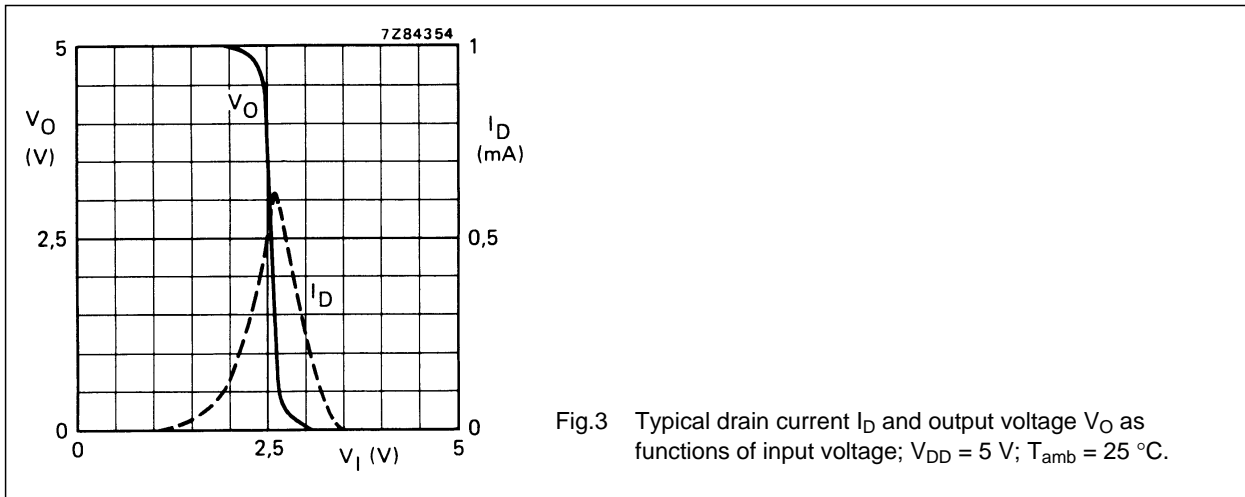 7Z84354
5
1
V_O
V_O
(V)
I_D
(mA)
2,5
0,5
I_D
0
0
0
2,5
5
V_I (V)
Fig.3 Typical drain current I_D and output voltage V_O as
functions of input voltage; V_DD = 5 V; T_amb = 25 °C.